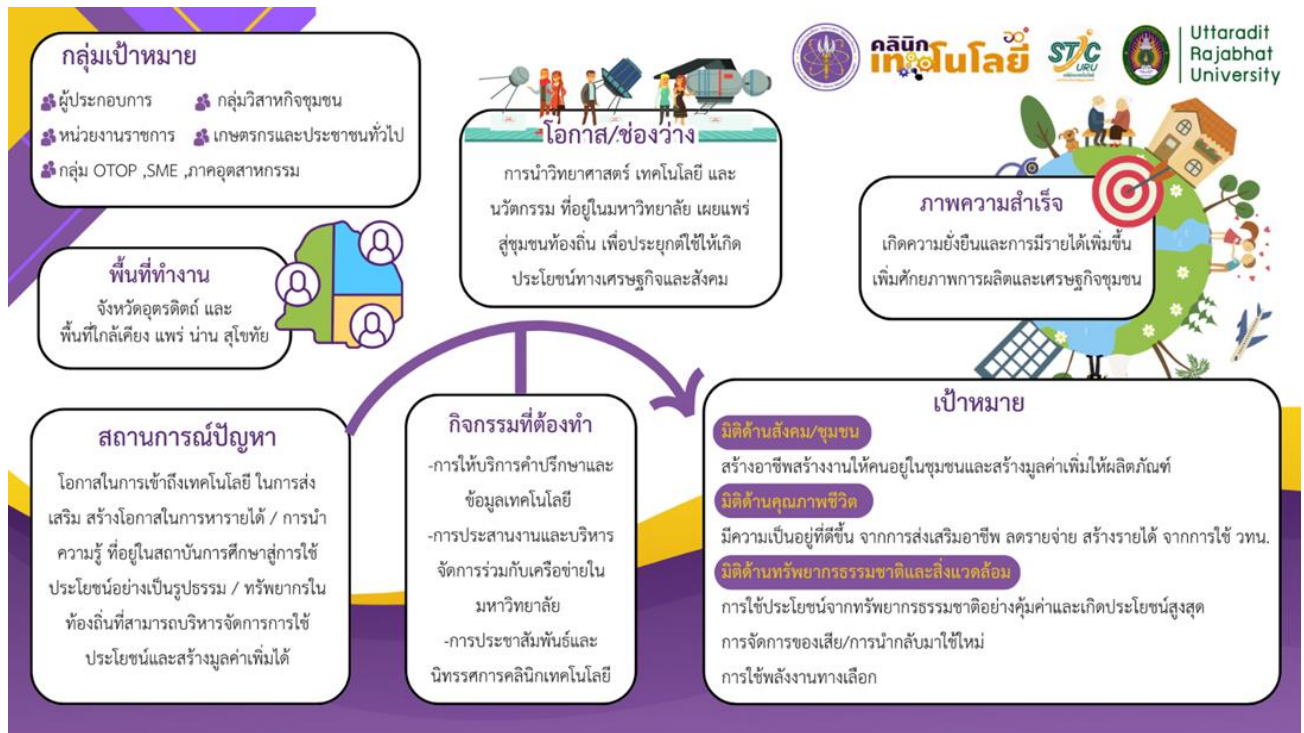 กลุ่มเป้าหมาย
ผู้ประกอบการ
กลุ่มวิสาหกิจชุมชน
หน่วยงานราชการ
เกษตรกรและประชาชนทั่วไป
กลุ่ม OTOP ,SME ,ภาคอุตสาหกรรม
พื้นที่ทำงาน
จังหวัดอุตรดิตถ์ และ
พื้นที่ใกล้เคียง แพร่ น่าน สุโขทัย
โอกาส/ช่องว่าง
การนำวิทยาศาสตร์ เทคโนโลยี และ
นวัตกรรม ที่อยู่ในมหาวิทยาลัย เผยแพร่
สู่ชุมชนท้องถิ่น เพื่อประยุกต์ใช้ให้เกิด
ประโยชน์ทางเศรษฐกิจและสังคม
คลินิก
เทคโนโลยี
STIC
URU
Uttaradit
Rajabhat
University
ภาพความสำเร็จ
เกิดความยั่งยืนและการมีรายได้เพิ่มขึ้น
เพิ่มศักยภาพการผลิตและเศรษฐกิจชุมชน
สถานการณ์ปัญหา
โอกาสในการเข้าถึงเทคโนโลยี ในการส่ง
เสริม สร้างโอกาสในการหารายได้ / การนำ
ความรู้ ที่อยู่ในสถาบันการศึกษาสู่การใช้
ประโยชน์อย่างเป็นรูปธรรม / ทรัพยากรใน
ท้องถิ่นที่สามารถบริหารจัดการการใช้
ประโยชน์และสร้างมูลค่าเพิ่มได้
กิจกรรมที่ต้องทำ
-การให้บริการคำปรึกษาและ
ข้อมูลเทคโนโลยี
-การประสานงานและบริหาร
จัดการร่วมกับเครือข่ายใน
มหาวิทยาลัย
-การประชาสัมพันธ์และ
นิทรรศการคลินิกเทคโนโลยี
เป้าหมาย
มิติด้านสังคม/ชุมชน
สร้างอาชีพสร้างงานให้คนอยู่ในชุมชนและสร้างมูลค่าเพิ่มให้ผลิตภัณฑ์
มิติด้านคุณภาพชีวิต
มีความเป็นอยู่ที่ดีขึ้น จากการส่งเสริมอาชีพ ลดรายจ่าย สร้างรายได้ จากการใช้ วทน.
มิติด้านทรัพยากรธรรมชาติและสิ่งแวดล้อม
การใช้ประโยชน์จากทรัพยากรธรรมชาติอย่างคุ้มค่าและเกิดประโยชน์สูงสุด
การจัดการของเสีย/การนำกลับมาใช้ใหม่
การใช้พลังงานทางเลือก